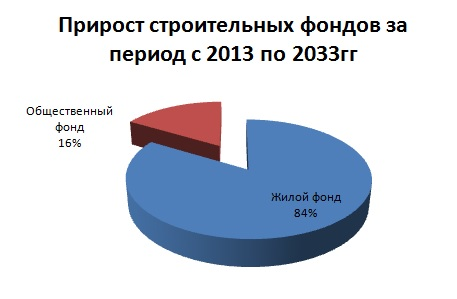 Прирост строительных фондов за
период с 2013 по 2033гг
Общественный
фонд
16%
Жилой фонд
84%